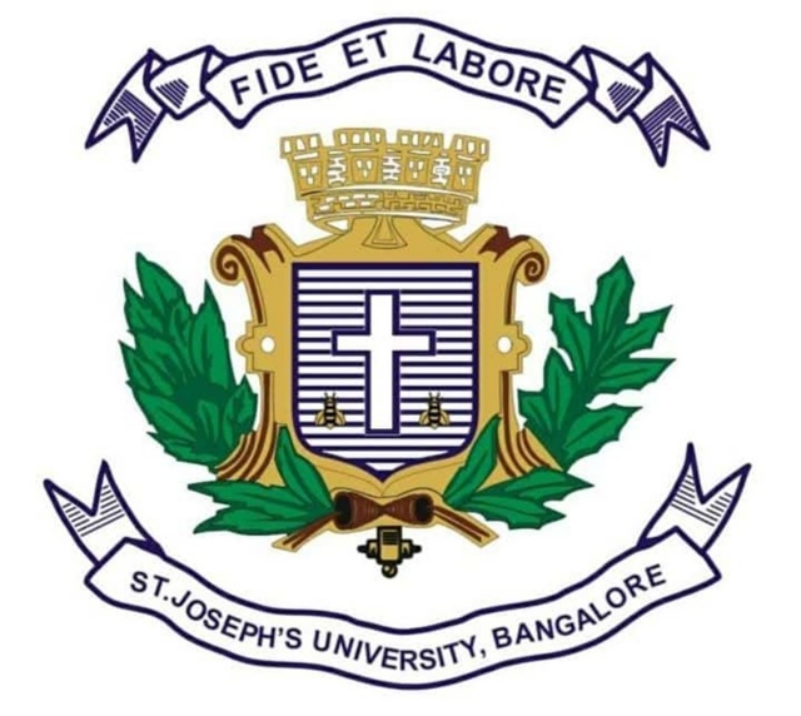 FIDE ET LABORE
ST.JOSEPH'S UNIVERSITY, BANGALORE